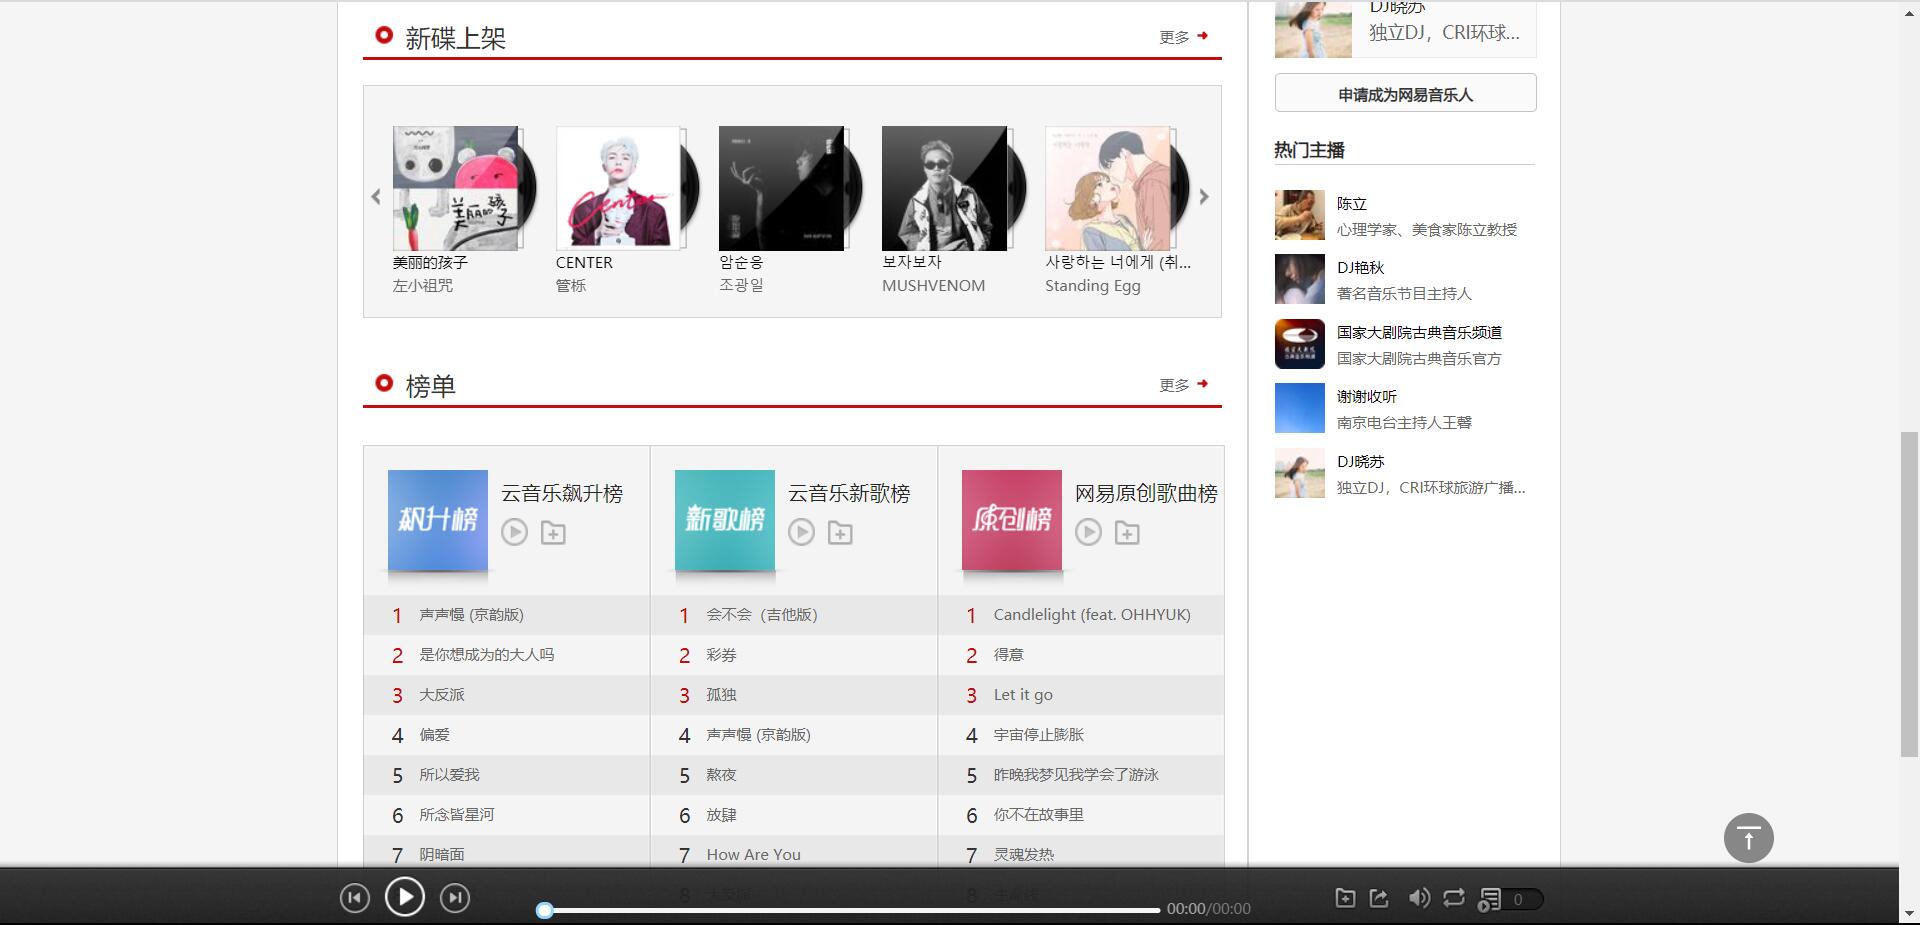 新碟上架
更多
美丽的孩子
左小祖咒
CENTER
管栎
암순응
조광일
보자보자
MUSHVENOM
사랑하는 너에게 (취...
Standing Egg
榜单
更多
飙升榜
云音乐飙升榜
1 声声慢 (京韵版)
2 是你想成为的大人吗
3 大反派
4 偏爱
5 所以爱我
6 所念皆星河
7 阴暗面
新歌榜
云音乐新歌榜
1 会不会（吉他版）
2 彩券
3 孤独
4 声声慢 (京韵版)
5 熬夜
6 放肆
7 How Are You
8
原创榜
网易原创歌曲榜
1 Candlelight (feat. OHHYUK)
2 得意
3 Let it go
4 宇宙停止膨胀
5 昨晚我梦见我学会了游泳
6 你不在故事里
7 灵魂发热
8
DJ晓苏
独立DJ，CRI环球...
申请成为网易音乐人
热门主播
陈立
心理学家、美食家陈立教授
DJ艳秋
著名音乐节目主持人
国家大剧院古典音乐频道
国家大剧院古典音乐官方
谢谢收听
南京电台主持人王馨
DJ晓苏
独立DJ，CRI环球旅游广播...
00:00/00:00
0